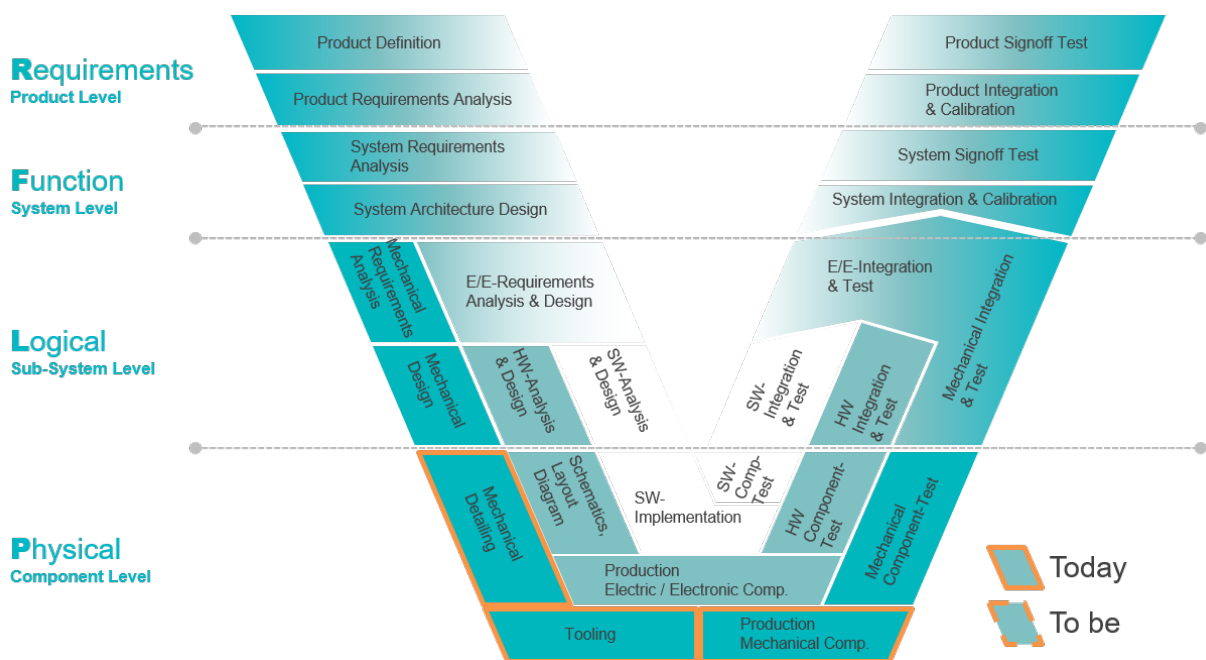 Requirements
Product Level
Function
System Level
Logical
Sub-System Level
Physical
Component Level
Product Definition
Product Requirements Analysis
System Requirements
Analysis
System Architecture Design
Mechanical
Requirements
Analysis
E/E-Requirements
Analysis & Design
Mechanical
Design
HW-Analysis
& Design
SW-Analysis
& Design
Mechanical
Detailing
Schematics,
Layout
Diagram
SW-
Implementation
Production
Electric / Electronic Comp.
Tooling
Production
Mechanical Comp.
SW-
Comp-
Test
HW
Component-
Test
Mechanical
Component-Test
SW-
Integration
& Test
HW
Integration
& Test
Mechanical Integration
& Test
E/E-Integration
& Test
System Integration & Calibration
System Signoff Test
Product Integration
& Calibration
Product Signoff Test
Today
To be